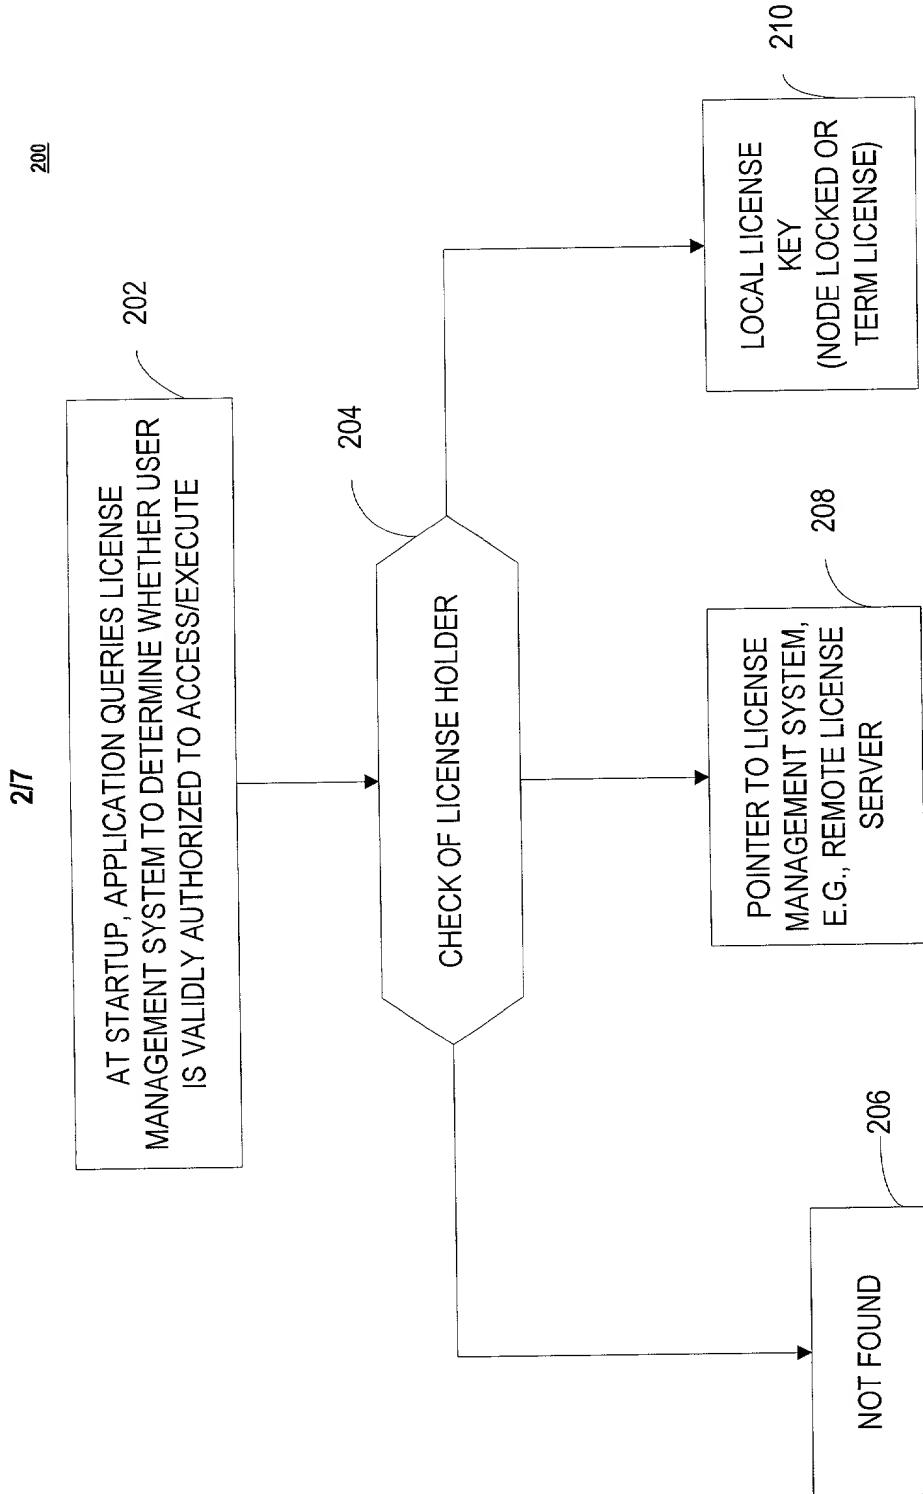 2/7
200
AT STARTUP, APPLICATION QUERIES LICENSE
MANAGEMENT SYSTEM TO DETERMINE WHETHER USER
IS VALIDLY AUTHORIZED TO ACCESS/EXECUTE
202
CHECK OF LICENSE HOLDER
204
NOT FOUND
206
POINTER TO LICENSE
MANAGEMENT SYSTEM,
E.G., REMOTE LICENSE
SERVER
208
LOCAL LICENSE
KEY
(NODE LOCKED OR
TERM LICENSE)
210